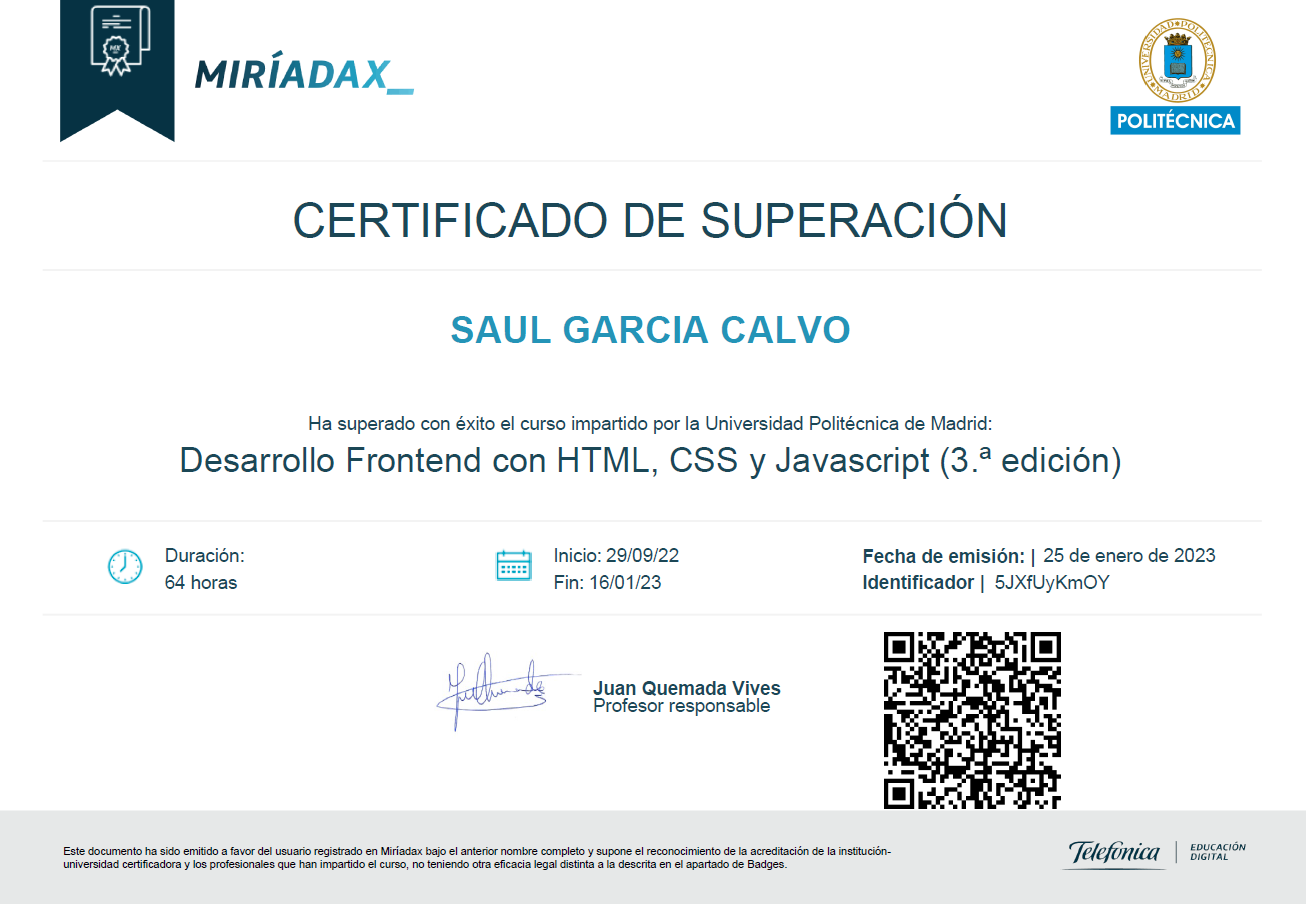 MX
MIRÍADAX_
UNIVERSIDAD POLITÉCNICA
MADRID
POLITÉCNICA
CERTIFICADO DE SUPERACIÓN
SAUL GARCIA CALVO
Ha superado con éxito el curso impartido por la Universidad Politécnica de Madrid:
Desarrollo Frontend con HTML, CSS y Javascript (3.ª edición)
Duración:
64 horas
Inicio: 29/09/22
Fin: 16/01/23
Fecha de emisión: | 25 de enero de 2023
Identificador | 5JXfUyKmOY
Juan Quemada Vives
Profesor responsable
Este documento ha sido emitido a favor del usuario registrado en Miríadax bajo el anterior nombre completo y supone el reconocimiento de la acreditación de la institución-
universidad certificadora y los profesionales que han impartido el curso, no teniendo otra eficacia legal distinta a la descrita en el apartado de Badges.
Telefónica
EDUCACIÓN
DIGITAL